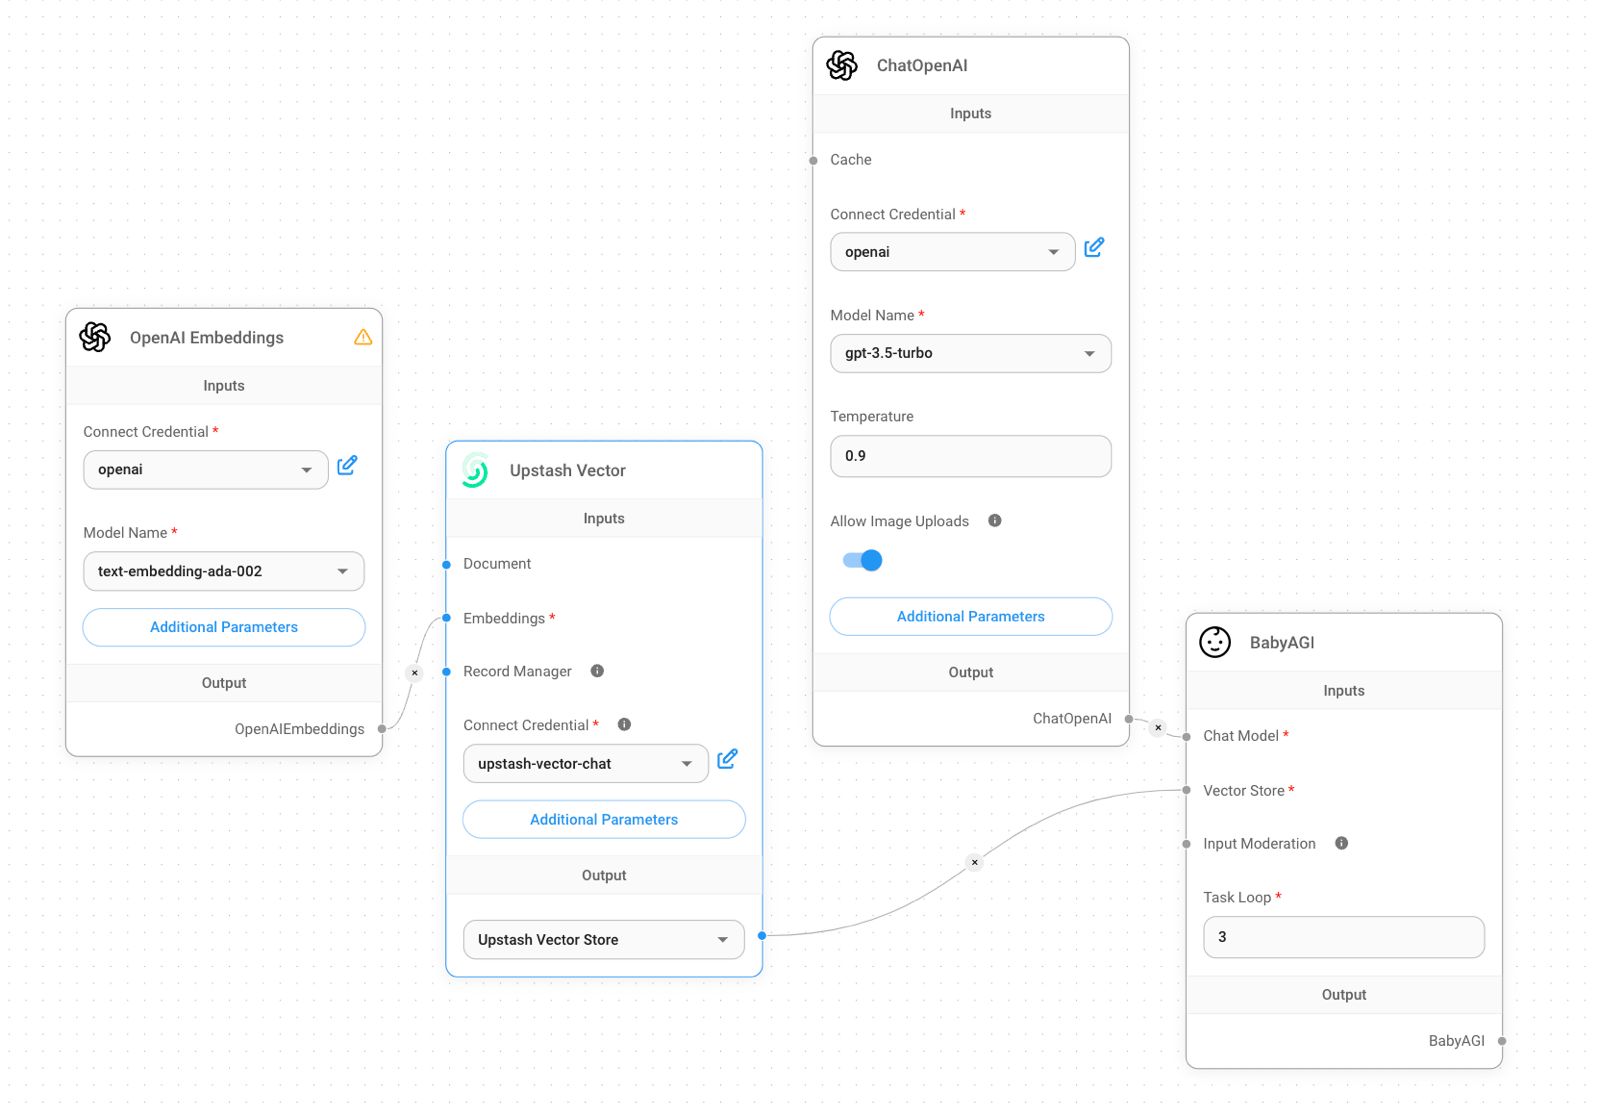 OpenAI Embeddings
Inputs
Connect Credential *
openai
Model Name *
text-embedding-ada-002
Additional Parameters
Output
OpenAIEmbeddings
Upstash Vector
Inputs
Document
Embeddings *
Record Manager
Connect Credential *
upstash-vector-chat
Additional Parameters
Output
Upstash Vector Store
ChatOpenAI
Inputs
Cache
Connect Credential *
openai
Model Name *
gpt-3.5-turbo
Temperature
0.9
Allow Image Uploads
Additional Parameters
Output
ChatOpenAI
BabyAGI
Inputs
Chat Model *
Vector Store *
Input Moderation
Task Loop *
3
Output
BabyAGI